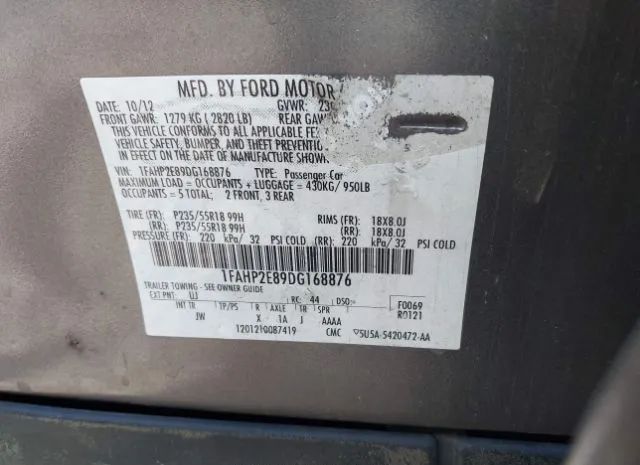 MFD. BY FORD MOTOR
DATE: 10/12 GVWR:
FRONT GAWR: 1279 KG ( 2820 LB) REAR GAW
THIS VEHICLE CONFORMS TO ALL APPLICABLE
VEHICLE SAFETY, BUMPER, AND THEFT PREVENTION
IN EFFECT ON THE DATE OF MANUFACTURE SHOWN
VIN: 1FAHP2E89DG168876 TYPE: Passenger Car
MAXIMUM LOAD = OCCUPANTS + LUGGAGE = 430KG/ 950LB
OCCUPANTS = 5 TOTAL; 2 FRONT, 3 REAR
TIRE (FR): P235/55R18 99H RIMS (FR): 18X8.0J
(RR): P235/55R18 99H (RR): 18X8.0J
PRESSURE (FR): 220 kPa/ 32 PSI COLD (RR): 220 kPa/ 32 PSI COLD
1FAHP2E89DG168876
TRAILER TOWING - SEE OWNER GUIDE
EXT PNT: UJ RC: 44 DSO: F0069
INT TR TP/PS R AXLE TR SPR R0121
JW X 1A J AAAA
1201210087419 CMC 5U5A-5420472-AA